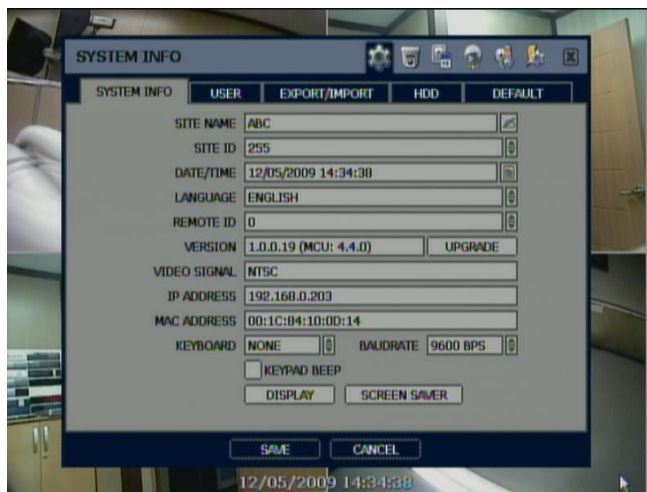 SYSTEM INFO
SYSTEM INFO USER EXPORT/IMPORT HDD DEFAULT
SITE NAME ABC
SITE ID 255
DATE/TIME 12/05/2009 14:34:38
LANGUAGE ENGLISH
REMOTE ID 0
VERSION 1.0.0.19 (MCU: 4.4.0) UPGRADE
VIDEO SIGNAL NTSC
IP ADDRESS 192.168.0.203
MAC ADDRESS 00:1C:84:10:0D:14
KEYBOARD NONE BAUDRATE 9600 BPS
KEYPAD BEEP
DISPLAY SCREEN SAVER
SAVE CANCEL
12/05/2009 14:34:38